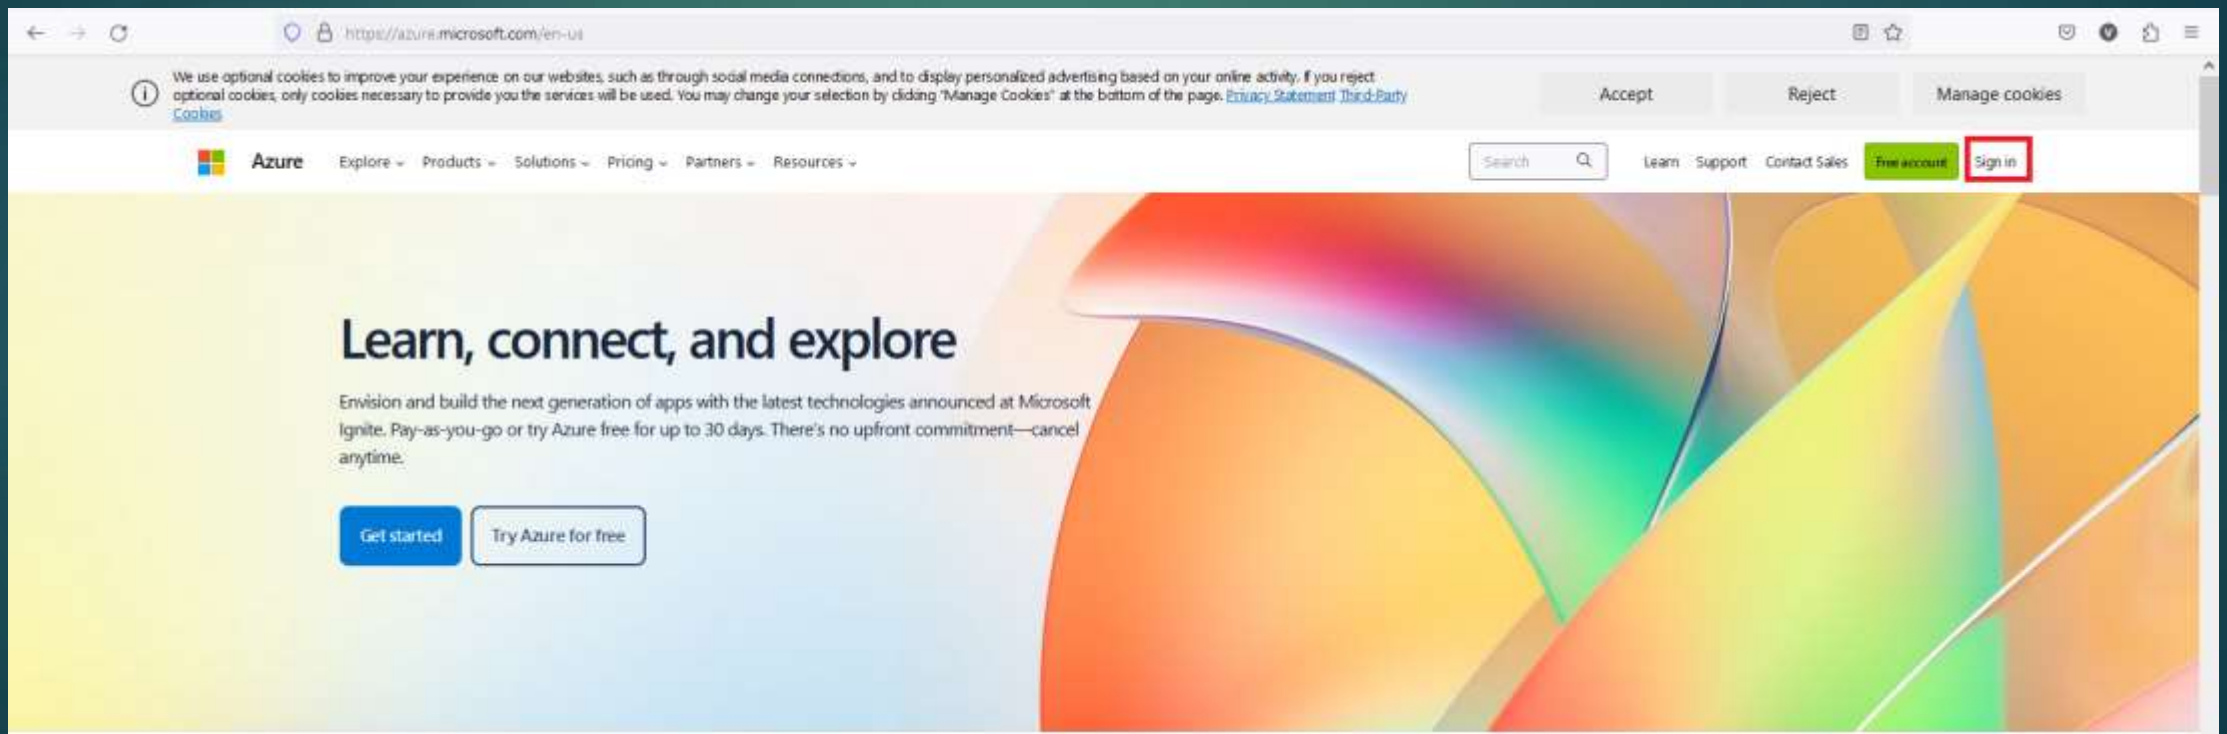 https://azure.microsoft.com/en-us
We use optional cookies to improve your experience on our websites, such as through social media connections, and to display personalized advertising based on your online activity. If you reject
optional cookies, only cookies necessary to provide you the services will be used. You may change your selection by clicking "Manage Cookies" at the bottom of the page. Privacy Statement Third-Party
Cookies
Accept
Reject
Manage cookies
Azure
Explore
Products
Solutions
Pricing
Partners
Resources
Search
Learn
Support
Contact Sales
Free account
Sign in
Learn, connect, and explore
Envision and build the next generation of apps with the latest technologies announced at Microsoft
Ignite. Pay-as-you-go or try Azure free for up to 30 days. There's no upfront commitment—cancel
anytime.
Get started
Try Azure for free